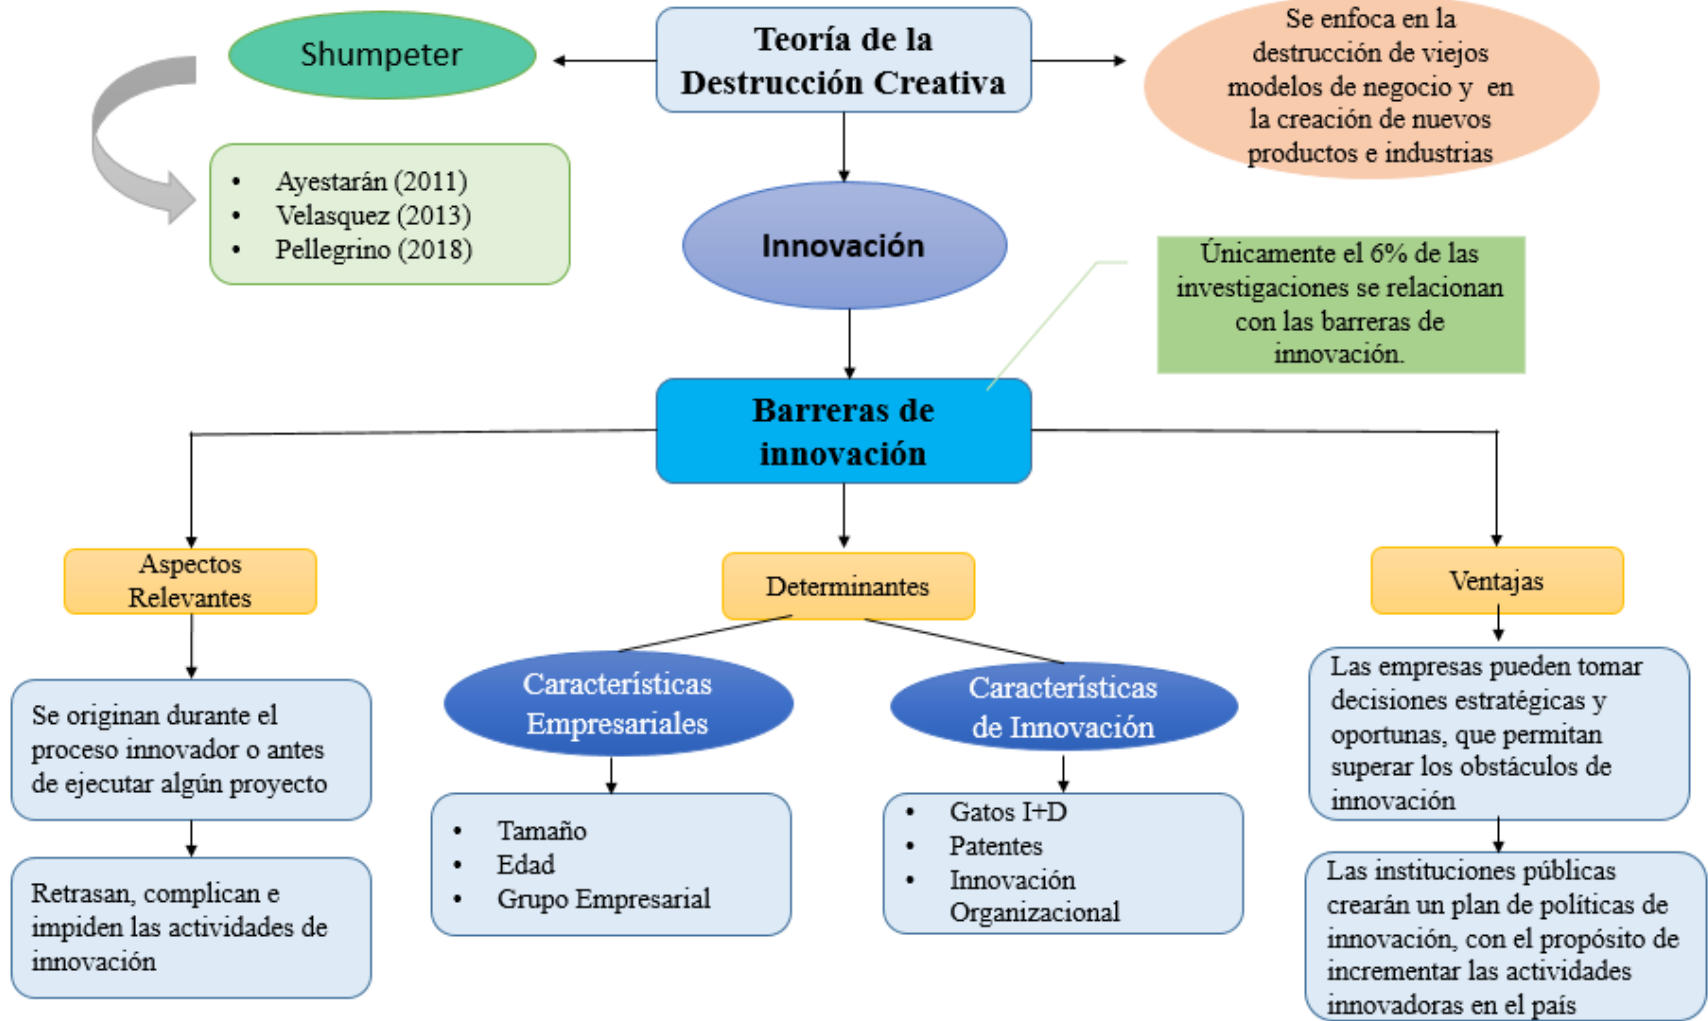 Teoría de la
Destrucción Creativa
Shumpeter
Se enfoca en la
destrucción de viejos
modelos de negocio y en
la creación de nuevos
productos e industrias
• Ayestarán (2011)
• Velasquez (2013)
• Pellegrino (2018)
Innovación
Únicamente el 6% de las
investigaciones se relacionan
con las barreras de
innovación.
Barreras de
innovación
Aspectos
Relevantes
Se originan durante el
proceso innovador o antes
de ejecutar algún proyecto
Retrasan, complican e
impiden las actividades de
innovación
Determinantes
Características
Empresariales
• Tamaño
• Edad
• Grupo Empresarial
Características
de Innovación
• Gatos I+D
• Patentes
• Innovación
Organizacional
Ventajas
Las empresas pueden tomar
decisiones estratégicas y
oportunas, que permitan
superar los obstáculos de
innovación
Las instituciones públicas
crearán un plan de políticas de
innovación, con el propósito de
incrementar las actividades
innovadoras en el país